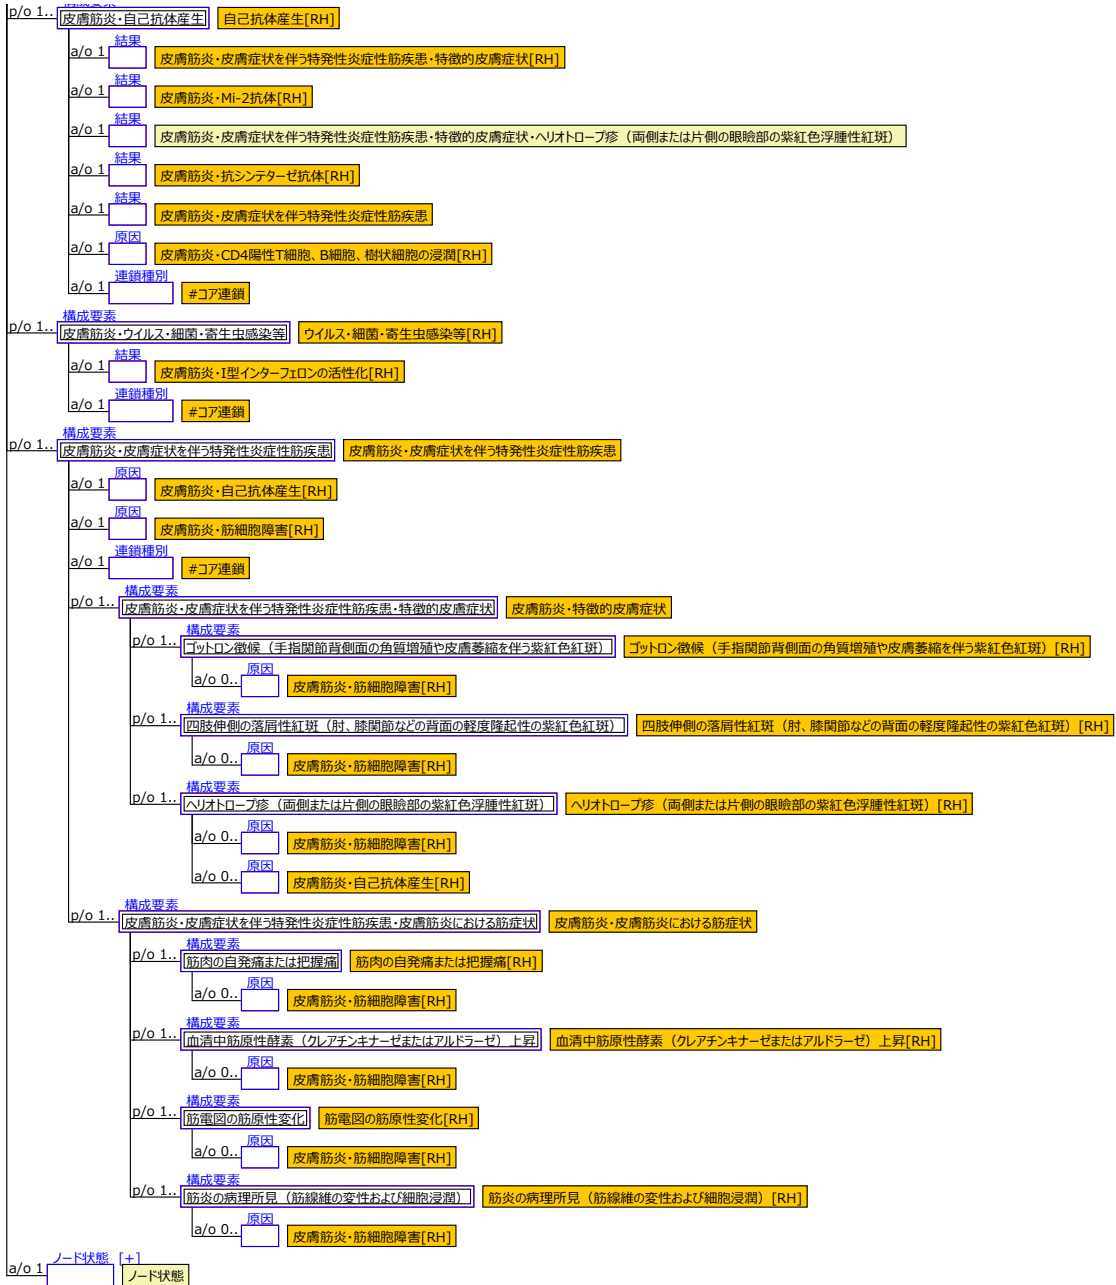 構成要素
p/o 1.. 皮膚筋炎・自己抗体産生 自己抗体産生[RH]
結果
a/o 1 皮膚筋炎・皮膚症状を伴う特発性炎症性筋疾患・特徴的皮膚症状[RH]
結果
a/o 1 皮膚筋炎・Mi-2抗体[RH]
結果
a/o 1 皮膚筋炎・皮膚症状を伴う特発性炎症性筋疾患・特徴的皮膚症状・ヘリオトロープ疹（両側または片側の眼瞼部の紫紅色浮腫性紅斑）
結果
a/o 1 皮膚筋炎・抗シンテターゼ抗体[RH]
結果
a/o 1 皮膚筋炎・皮膚症状を伴う特発性炎症性筋疾患
原因
a/o 1 皮膚筋炎・CD4陽性T細胞、B細胞、樹状細胞の浸潤[RH]
連鎖種別
a/o 1 #コア連鎖
構成要素
p/o 1.. 皮膚筋炎・ウイルス・細菌・寄生虫感染等 ウイルス・細菌・寄生虫感染等[RH]
結果
a/o 1 皮膚筋炎・I型インターフェロンの活性化[RH]
連鎖種別
a/o 1 #コア連鎖
構成要素
p/o 1.. 皮膚筋炎・皮膚症状を伴う特発性炎症性筋疾患 皮膚筋炎・皮膚症状を伴う特発性炎症性筋疾患
原因
a/o 1 皮膚筋炎・自己抗体産生[RH]
原因
a/o 1 皮膚筋炎・筋細胞障害[RH]
連鎖種別
a/o 1 #コア連鎖
構成要素
p/o 1.. 皮膚筋炎・皮膚症状を伴う特発性炎症性筋疾患・特徴的皮膚症状 皮膚筋炎・特徴的皮膚症状
構成要素
p/o 1.. ゴットロン徴候（手指関節背側面の角質増殖や皮膚萎縮を伴う紫紅色紅斑） ゴットロン徴候（手指関節背側面の角質増殖や皮膚萎縮を伴う紫紅色紅斑）[RH]
原因
a/o 0.. 皮膚筋炎・筋細胞障害[RH]
構成要素
p/o 1.. 四肢伸側の落屑性紅斑（肘、膝関節などの背面の軽度隆起性の紫紅色紅斑） 四肢伸側の落屑性紅斑（肘、膝関節などの背面の軽度隆起性の紫紅色紅斑）[RH]
原因
a/o 0.. 皮膚筋炎・筋細胞障害[RH]
構成要素
p/o 1.. ヘリオトロープ疹（両側または片側の眼瞼部の紫紅色浮腫性紅斑） ヘリオトロープ疹（両側または片側の眼瞼部の紫紅色浮腫性紅斑）[RH]
原因
a/o 0.. 皮膚筋炎・筋細胞障害[RH]
原因
a/o 0.. 皮膚筋炎・自己抗体産生[RH]
構成要素
p/o 1.. 皮膚筋炎・皮膚症状を伴う特発性炎症性筋疾患・皮膚筋炎における筋症状 皮膚筋炎・皮膚筋炎における筋症状
構成要素
p/o 1.. 筋肉の自発痛または把握痛 筋肉の自発痛または把握痛[RH]
原因
a/o 0.. 皮膚筋炎・筋細胞障害[RH]
構成要素
p/o 1.. 血清中筋原性酵素（クレアチンキナーゼまたはアルドラーゼ）上昇 血清中筋原性酵素（クレアチンキナーゼまたはアルドラーゼ）上昇[RH]
原因
a/o 0.. 皮膚筋炎・筋細胞障害[RH]
構成要素
p/o 1.. 筋電図の筋原性変化 筋電図の筋原性変化[RH]
原因
a/o 0.. 皮膚筋炎・筋細胞障害[RH]
構成要素
p/o 1.. 筋炎の病理所見（筋線維の変性および細胞浸潤） 筋炎の病理所見（筋線維の変性および細胞浸潤）[RH]
原因
a/o 0.. 皮膚筋炎・筋細胞障害[RH]
ノード状態 [+]
a/o 1 ノード状態